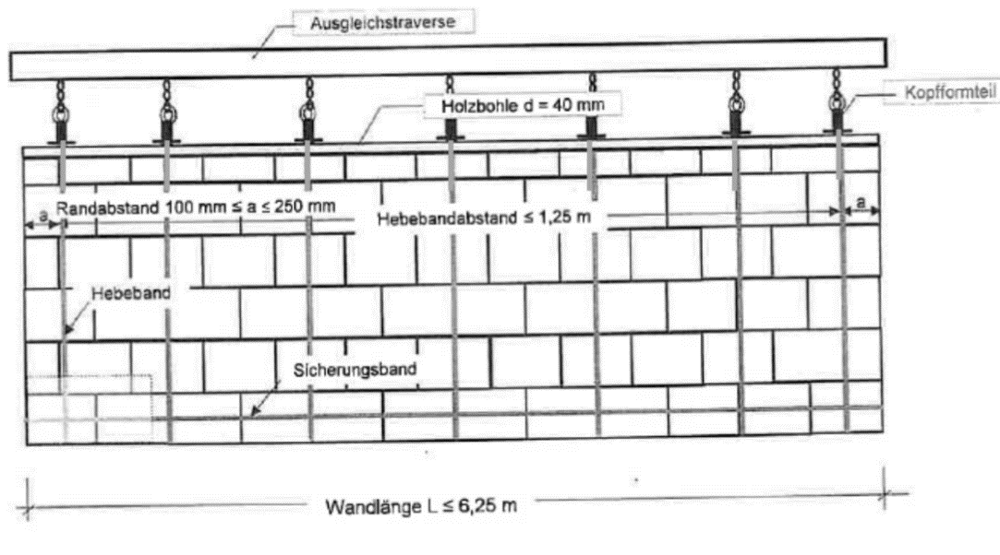 Ausgleichstraverse
Kopfformteil
Holzbohle d = 40 mm
Randabstand 100 mm ≤ a ≤ 250 mm
a
Hebebandabstand ≤ 1,25 m
a
Hebeband
Sicherungsband
Wandlänge L ≤ 6,25 m